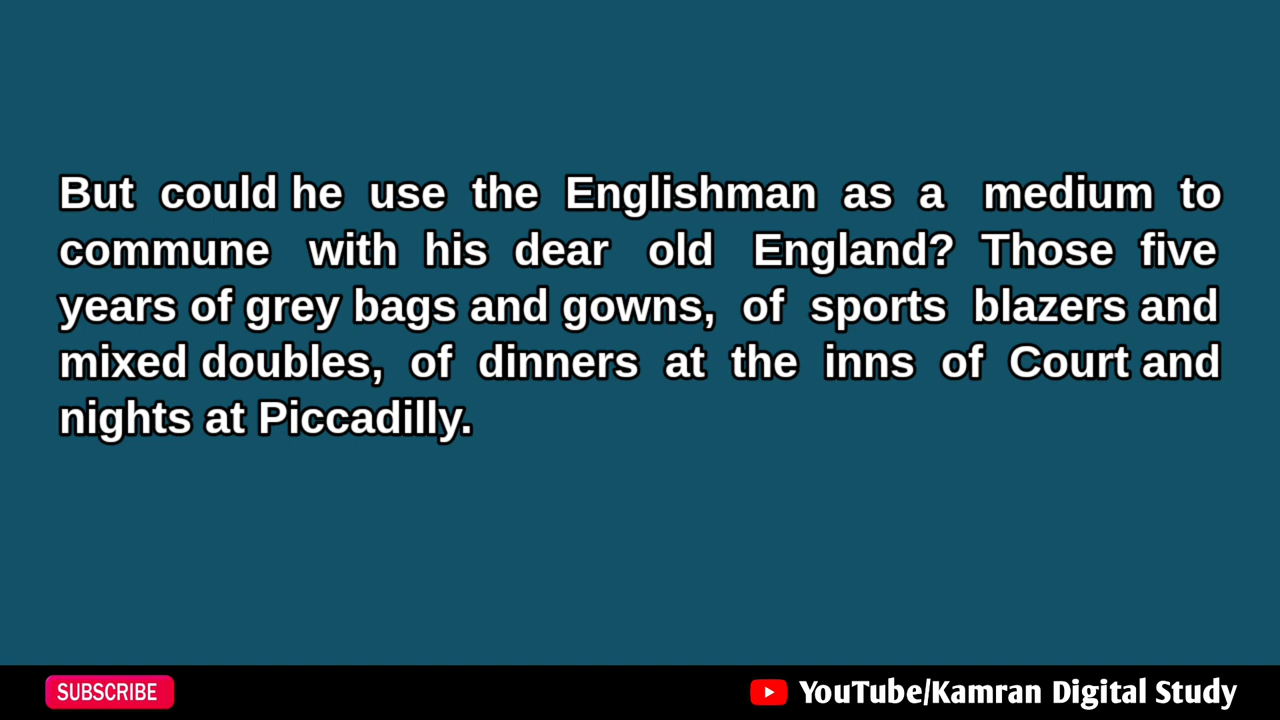 But could he use the Englishman as a medium to
commune with his dear old England? Those five
years of grey bags and gowns, of sports blazers and
mixed doubles, of dinners at the inns of Court and
nights at Piccadilly.
SUBSCRIBE
YouTube/Kamran Digital Study